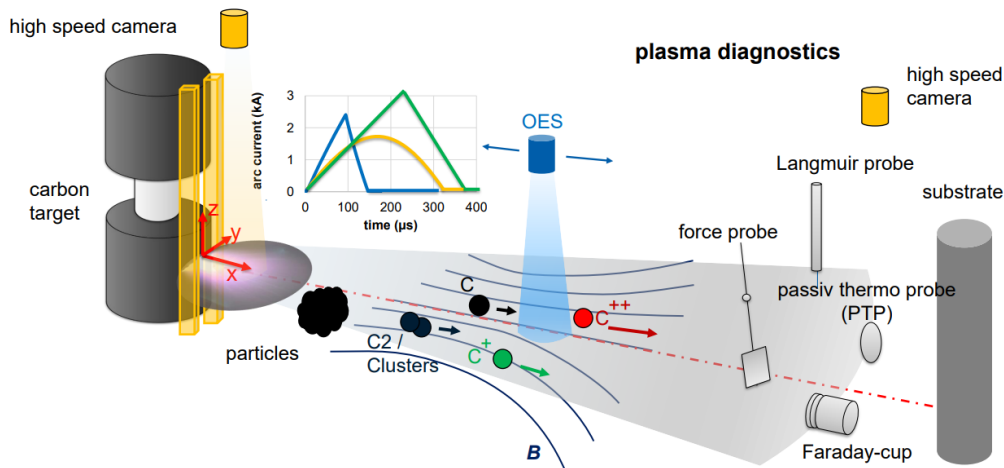 high speed camera
plasma diagnostics
high speed
camera
OES
arc current (kA)
3
2
1
0
0 100 200 300 400
time (µs)
carbon
target
z
y
x
Langmuir probe
substrate
force probe
passiv thermo probe
(PTP)
C
C++
particles
C2 /
Clusters
C+
B
Faraday-cup